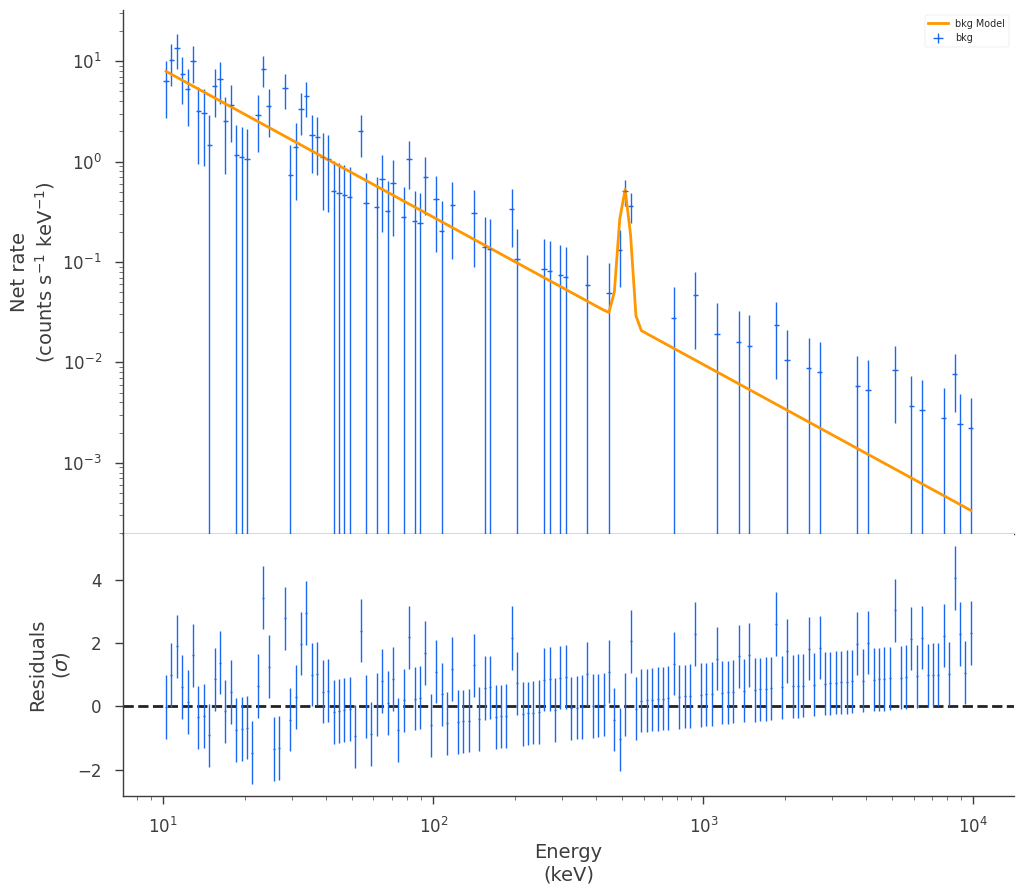 bkg Model
bkg
Net rate
(counts s⁻¹ keV⁻¹)
10¹
10⁰
10⁻¹
10⁻²
10⁻³
Residuals
(σ)
4
2
0
−2
10¹ 10² 10³ 10⁴
Energy
(keV)